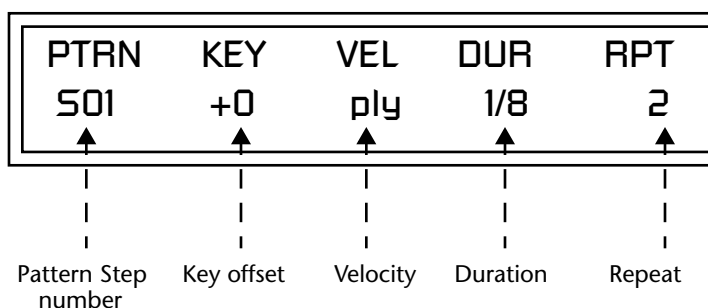 PTRN KEY VEL DUR RPT
S01 +0 ply 1/8 2
Pattern Step number Key offset Velocity Duration Repeat